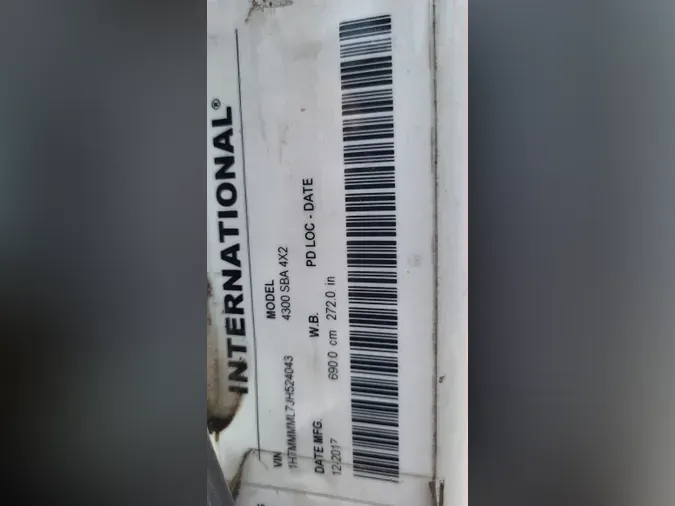 INTERNATIONAL®
VIN MODEL
1HTMMMML7JH524043 4300 SBA 4X2
DATE MFG. W.B. PD LOC - DATE
12-2017 690.0 cm 272.0 in